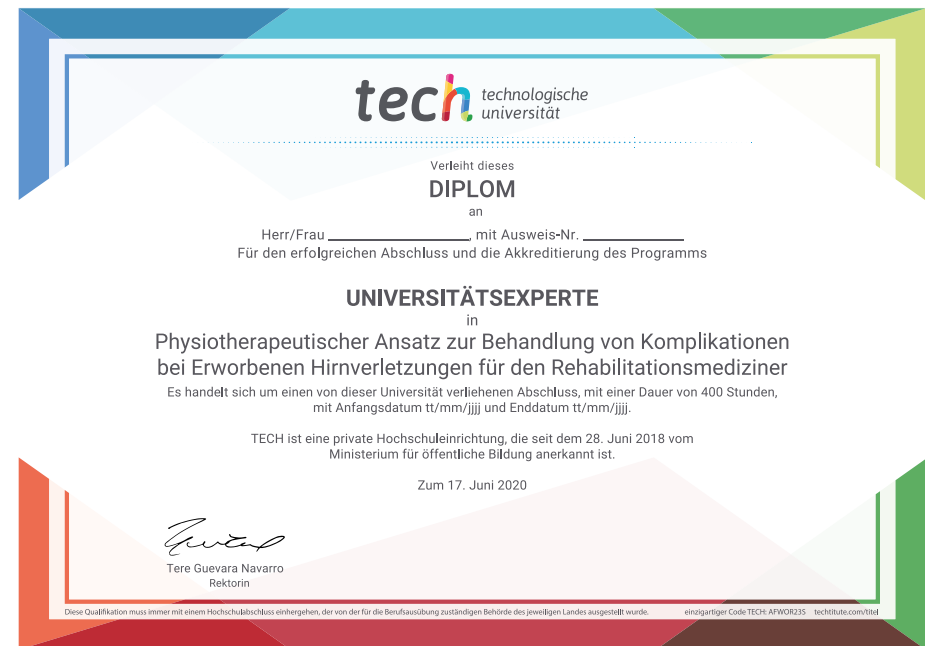 tech technologische
universität
Verleiht dieses
DIPLOM
an
Herr/Frau ____________________, mit Ausweis-Nr. ______________
Für den erfolgreichen Abschluss und die Akkreditierung des Programms
UNIVERSITÄTSEXPERTE
in
Physiotherapeutischer Ansatz zur Behandlung von Komplikationen
bei Erworbenen Hirnverletzungen für den Rehabilitationsmediziner
Es handelt sich um einen von dieser Universität verliehenen Abschluss, mit einer Dauer von 400 Stunden,
mit Anfangsdatum tt/mm/jjjj und Enddatum tt/mm/jjjj.
TECH ist eine private Hochschuleinrichtung, die seit dem 28. Juni 2018 vom
Ministerium für öffentliche Bildung anerkannt ist.
Zum 17. Juni 2020
Tere Guevara Navarro
Rektorin
Diese Qualifikation muss immer mit einem Hochschulabschluss einhergehen, der von der für die Berufsausübung zuständigen Behörde des jeweiligen Landes ausgestellt wurde. einzigartiger Code TECH: AFWOR23S techtitute.com/titel